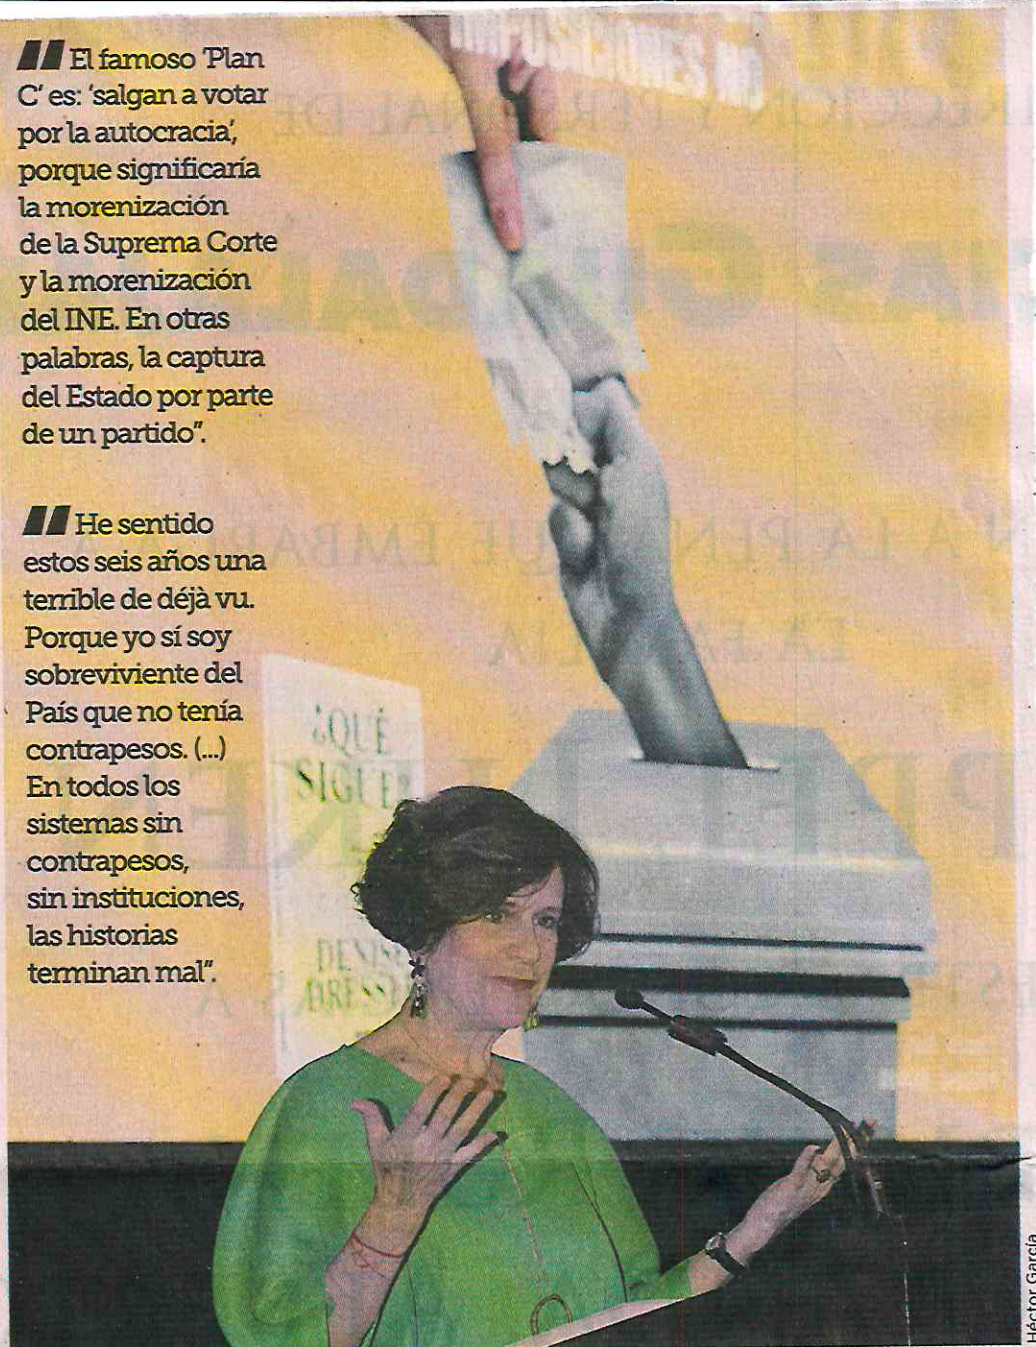 IMPOSICIONES NO
El famoso 'Plan
C' es: 'salgan a votar
por la autocracia',
porque significaría
la morenización
de la Suprema Corte
y la morenización
del INE. En otras
palabras, la captura
del Estado por parte
de un partido".
He sentido
estos seis años una
terrible de déjà vu.
Porque yo sí soy
sobreviviente del
País que no tenía
contrapesos. (...)
En todos los
sistemas sin
contrapesos,
sin instituciones,
las historias
terminan mal".
¿QUÉ
SIGUE?
DENISE
DRESSER
Héctor García